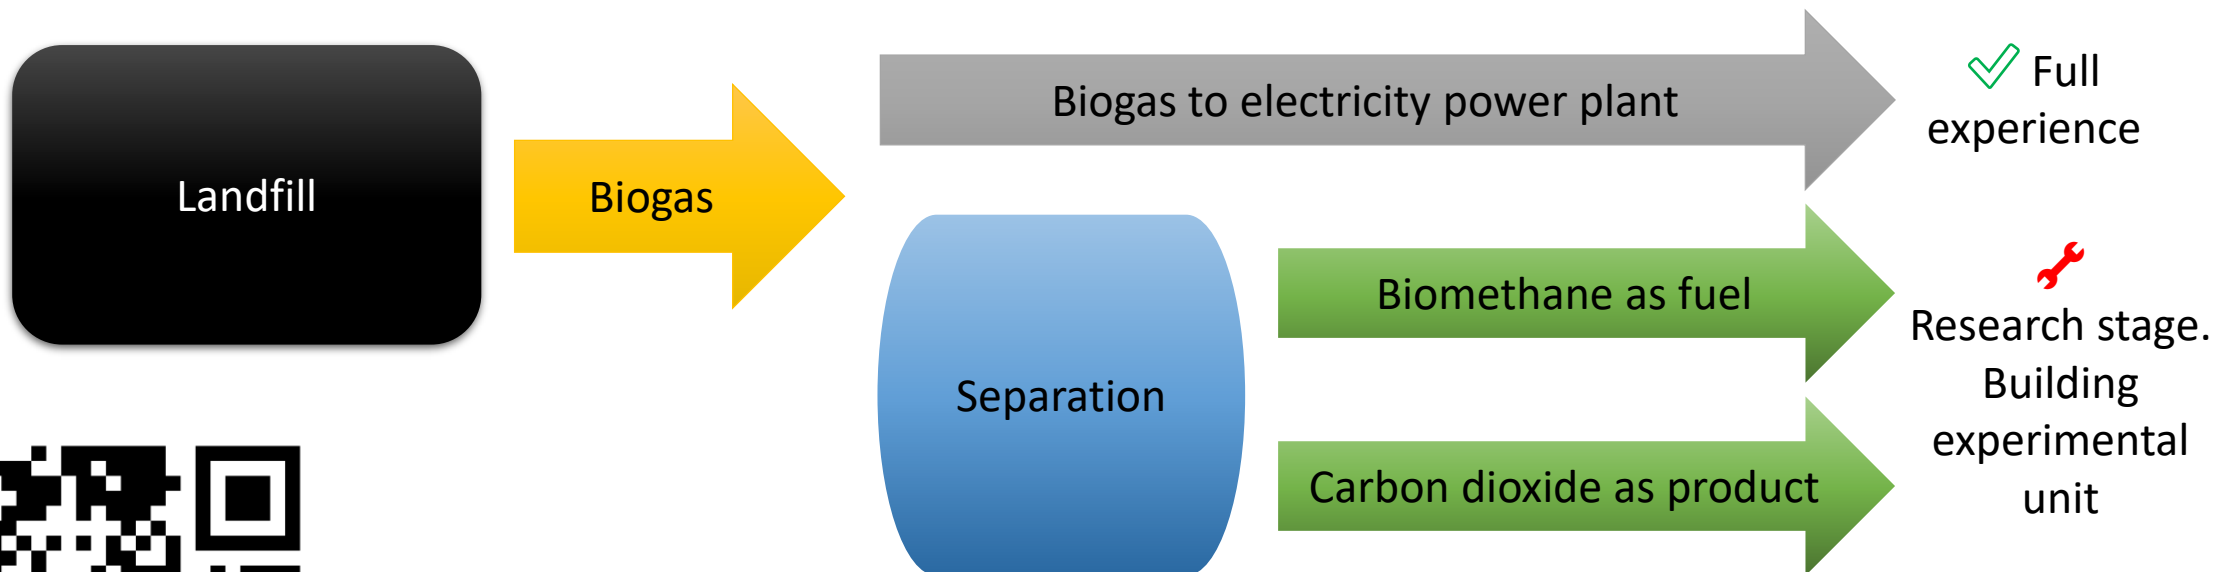 Landfill
Biogas
Biogas to electricity power plant
Full
experience
Separation
Biomethane as fuel
Carbon dioxide as product
Research stage.
Building
experimental
unit